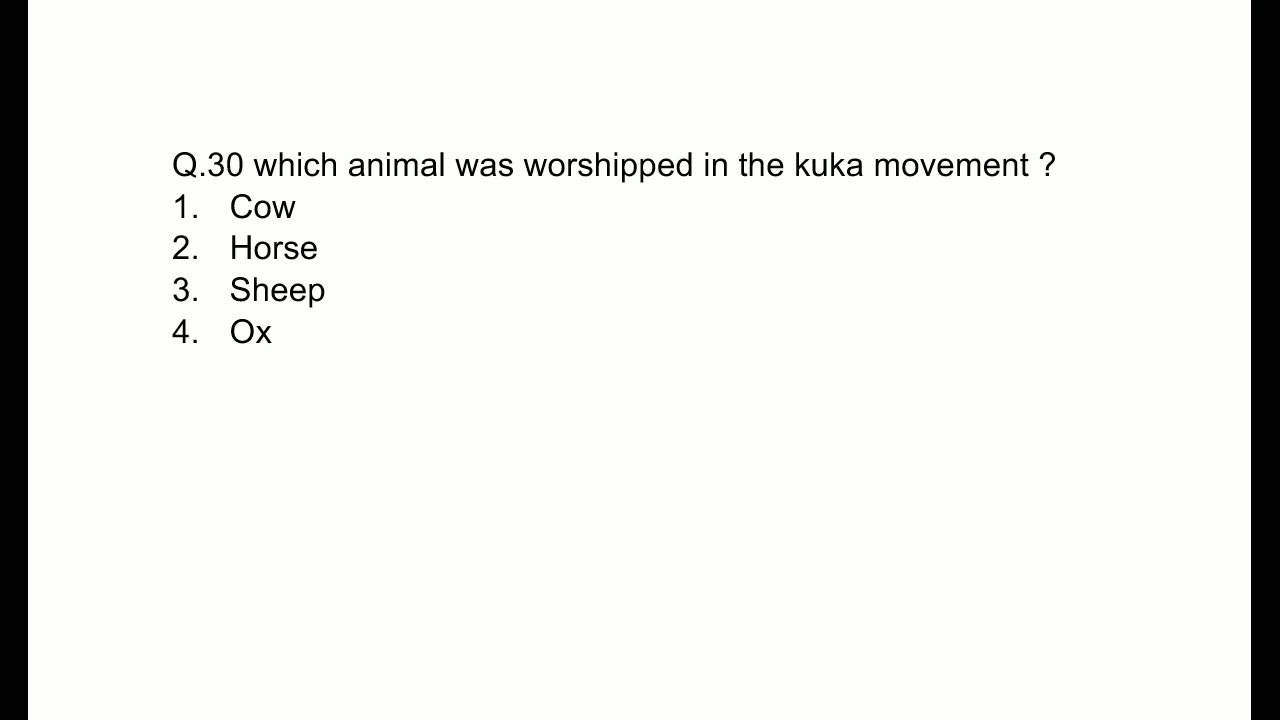 Q.30 which animal was worshipped in the kuka movement ?
1. Cow
2. Horse
3. Sheep
4. Ox